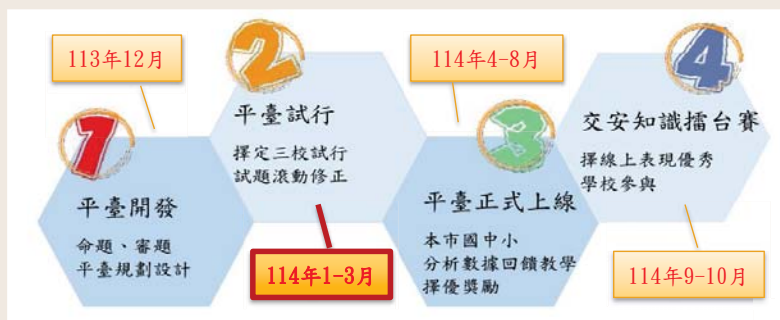 113年12月
1
平臺開發
命題、審題
平臺規劃設計
2
平臺試行
擇定三校試行
試題滾動修正
114年1-3月
114年4-8月
3
平臺正式上線
本市國中小
分析數據回饋教學
擇優獎勵
4
交安知識擂台賽
擇線上表現優秀
學校參與
114年9-10月